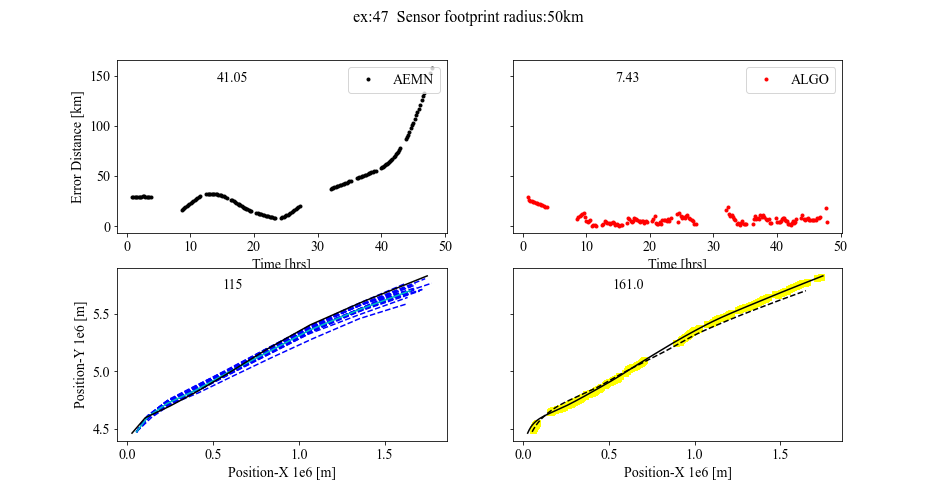 ex:47 Sensor footprint radius:50km
41.05
AEMN
7.43
ALGO
Error Distance [km]
150
100
50
0
0 10 20 30 40 50
Time [hrs]
0 10 20 30 40 50
Time [hrs]
115
161.0
Position-Y 1e6 [m]
5.5
5.0
4.5
0.0 0.5 1.0 1.5
Position-X 1e6 [m]
0.0 0.5 1.0 1.5
Position-X 1e6 [m]